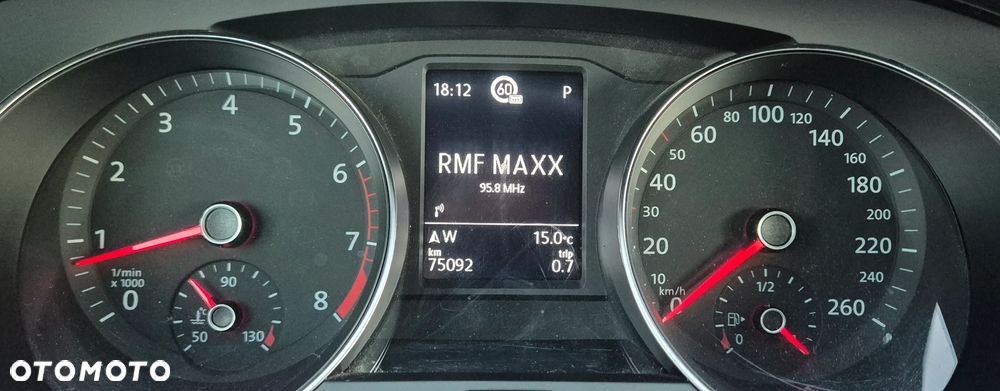 1/min
x 1000
0
1
2
3
4
5
6
7
8
50
90
130
°C
18:12
60
P
RMF MAXX
95.8 MHz
W
15.0°C
km
trip
75092
0.7
km/h
0
10
20
30
40
50
60
80
100
120
140
160
180
200
220
240
260
0
1/2
OTOMOTO